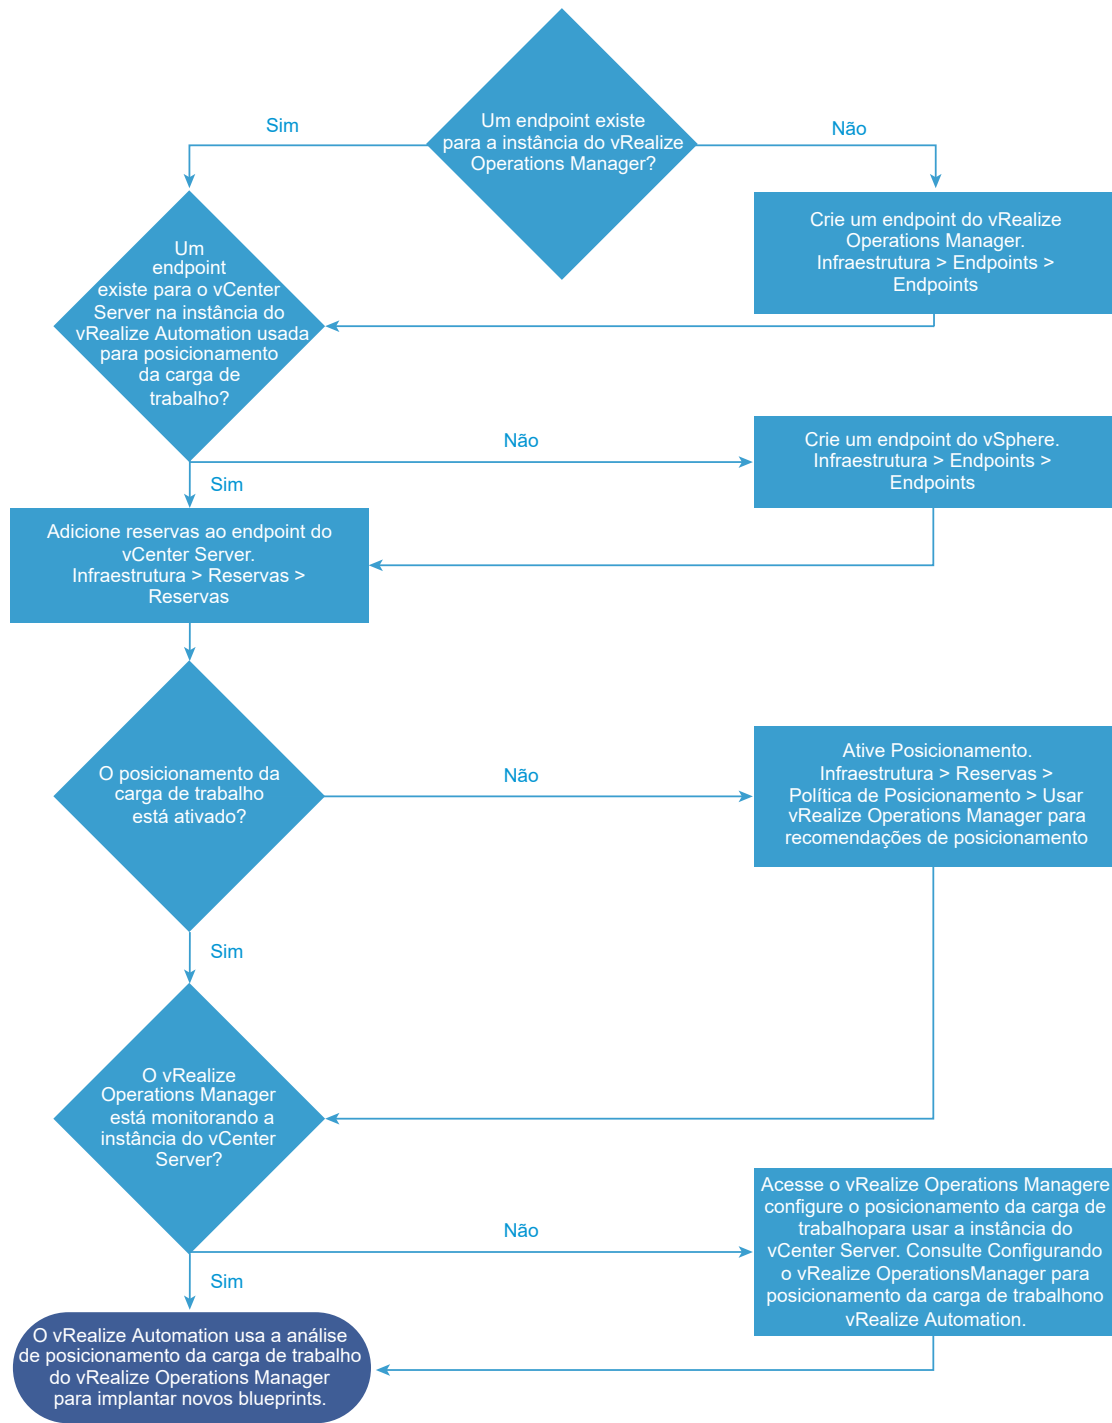 Um endpoint existe
para a instância do vRealize
Operations Manager?
Sim
Não
Um
endpoint
existe para o vCenter
Server na instância do
vRealize Automation usada
para posicionamento
da carga de
trabalho?
Crie um endpoint do vRealize
Operations Manager.
Infraestrutura > Endpoints >
Endpoints
Não
Sim
Crie um endpoint do vSphere.
Infraestrutura > Endpoints >
Endpoints
Adicione reservas ao endpoint do
vCenter Server.
Infraestrutura > Reservas >
Reservas
O posicionamento da
carga de trabalho
está ativado?
Não
Sim
Ative Posicionamento.
Infraestrutura > Reservas >
Política de Posicionamento > Usar
vRealize Operations Manager para
recomendações de posicionamento
O vRealize
Operations Manager
está monitorando a
instância do vCenter
Server?
Não
Sim
Acesse o vRealize Operations Managere
configure o posicionamento da carga de
trabalhopara usar a instância do
vCenter Server. Consulte Configurando
o vRealize OperationsManager para
posicionamento da carga de trabalhono
vRealize Automation.
O vRealize Automation usa a análise
de posicionamento da carga de trabalho
do vRealize Operations Manager
para implantar novos blueprints.